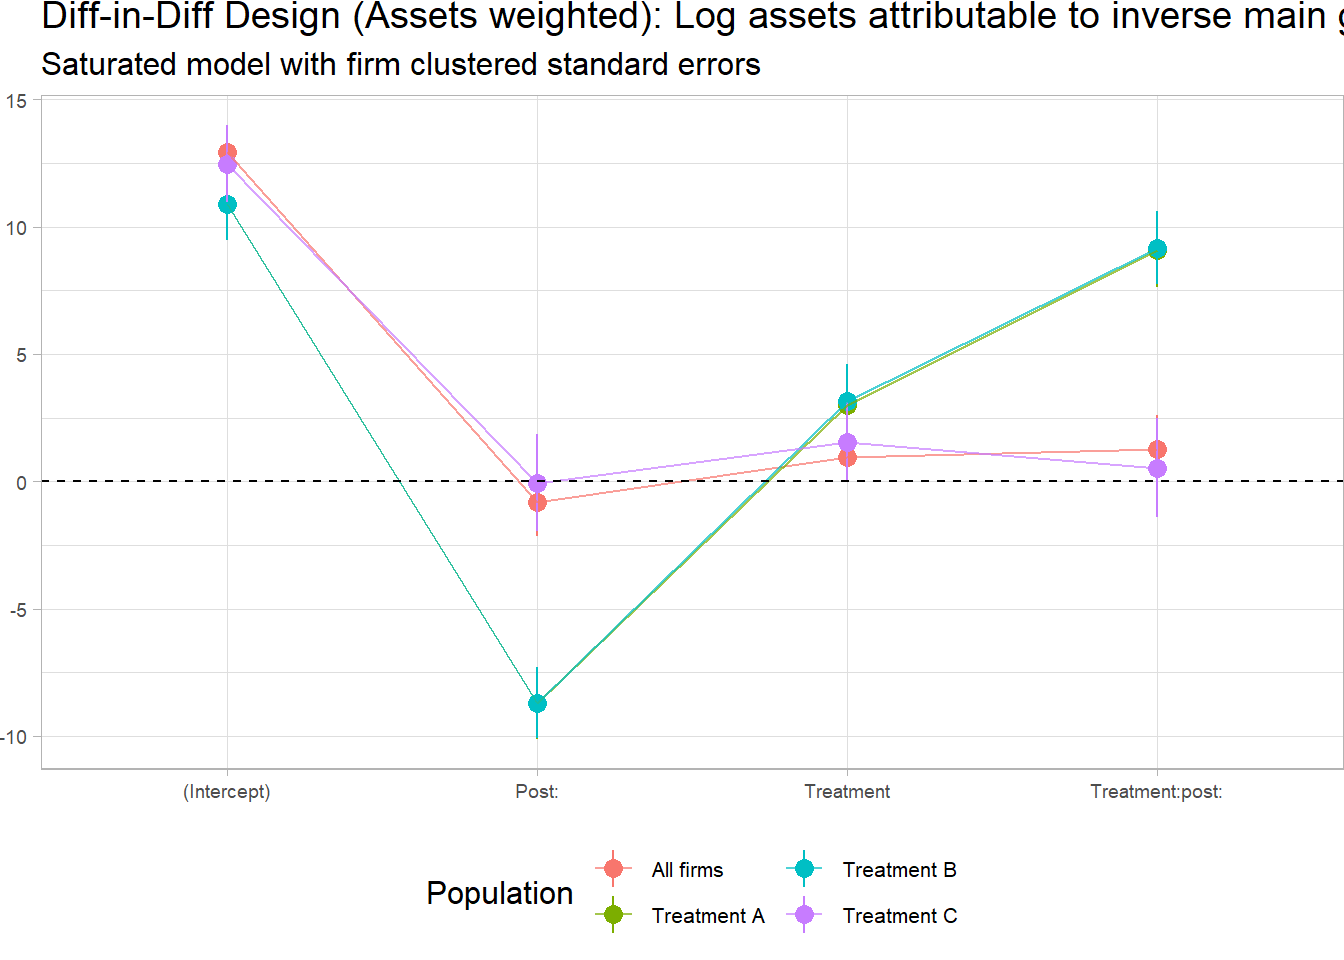 Diff-in-Diff Design (Assets weighted): Log assets attributable to inverse main
Saturated model with firm clustered standard errors
15
10
5
0
-5
-10
(Intercept)
Post:
Treatment
Treatment:post:
Population
All firms
Treatment A
Treatment B
Treatment C